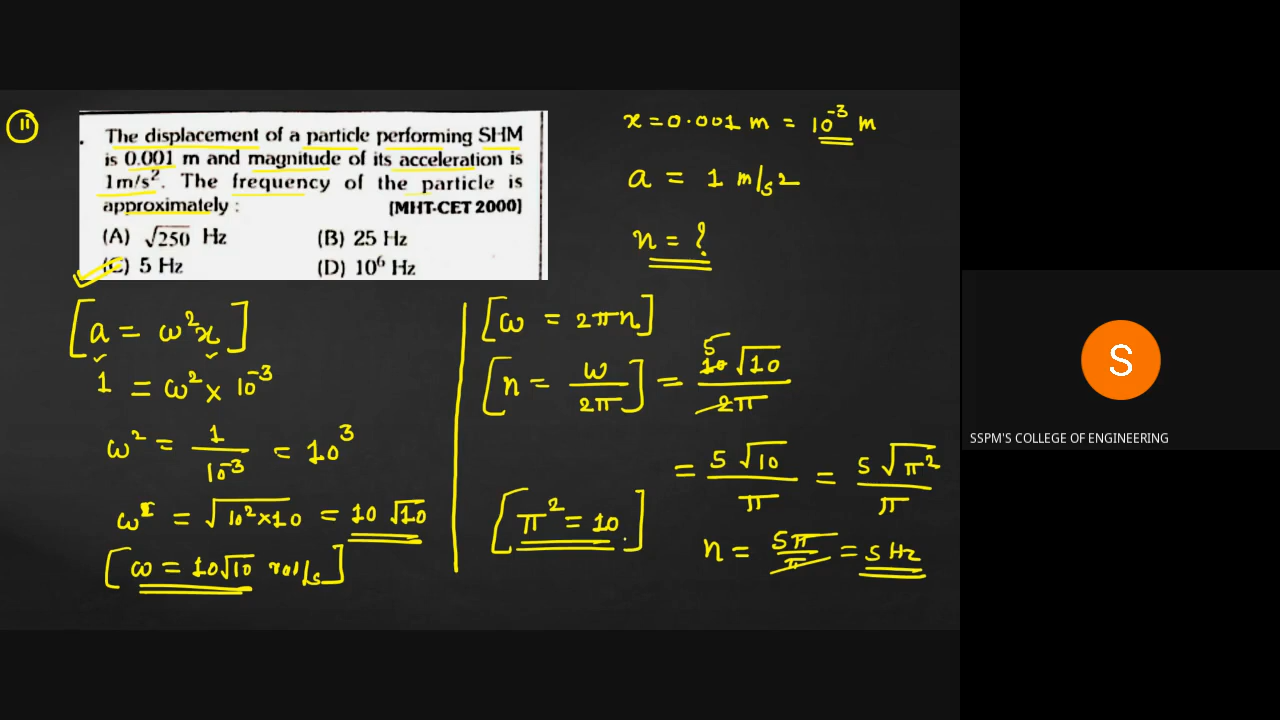 11
. The displacement of a particle performing SHM
is 0.001 m and magnitude of its acceleration is
1m/s². The frequency of the particle is
approximately : [MHT-CET 2000]
(A) √250 Hz (B) 25 Hz
(C) 5 Hz (D) 10⁶ Hz
x = 0.001 m = 10⁻³ m
a = 1 m/s²
n = ?
[a = ω²x]
1 = ω² × 10⁻³
ω² = 1/10⁻³ = 10³
ω = √10²×10 = 10 √10
[ω = 10√10 rad/s]
[ω = 2πn]
[n = ω/2π] = 5 10 √10/2π
= 5 √10/π = 5 √π²/π
[π² = 10.]
n = 5π/π = 5 Hz
S
SSPM'S COLLEGE OF ENGINEERING